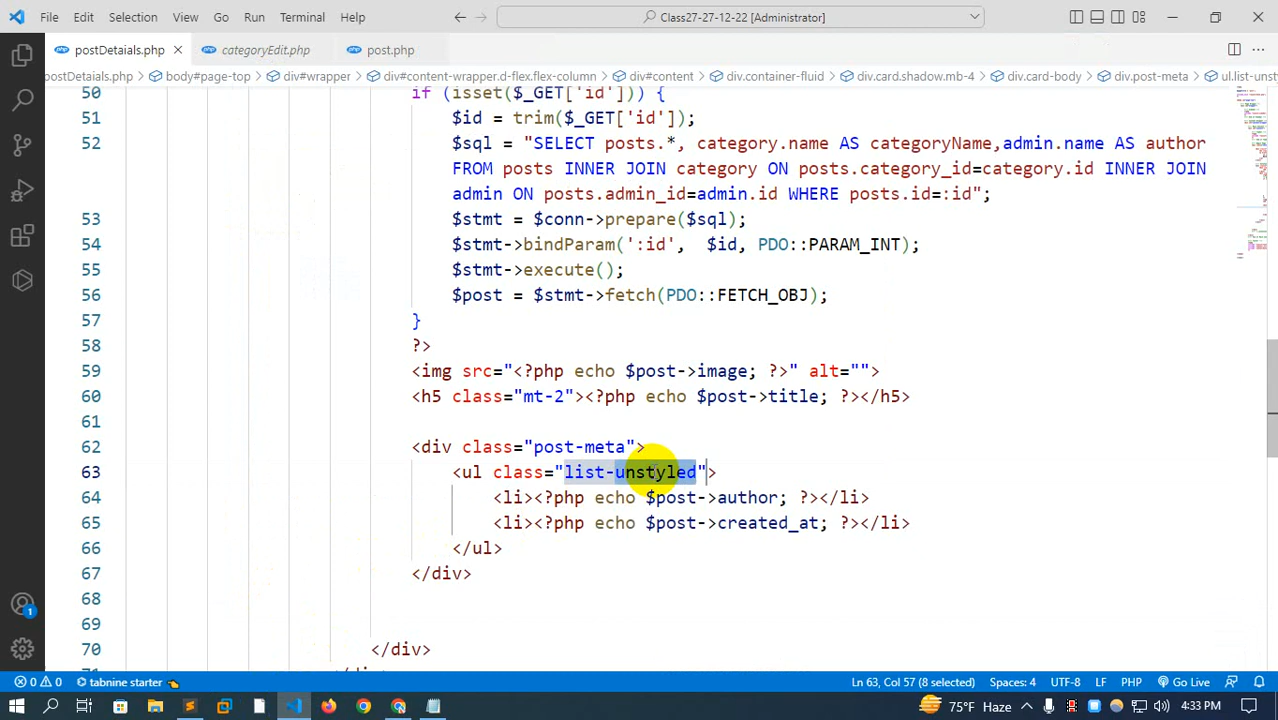 File Edit Selection View Go Run Terminal Help
Class27-27-12-22 [Administrator]
postDetaials.php
categoryEdit.php
post.php
postDetaials.php > body#page-top > div#wrapper > div#content-wrapper.d-flex.flex-column > div#content > div.container-fluid > div.card.shadow.mb-4 > div.card-body > div.post-meta > ul.list-unst
50 if (isset($_GET['id'])) {
51 $id = trim($_GET['id']);
52 $sql = "SELECT posts.*, category.name AS categoryName,admin.name AS author
FROM posts INNER JOIN category ON posts.category_id=category.id INNER JOIN
admin ON posts.admin_id=admin.id WHERE posts.id=:id";
53 $stmt = $conn->prepare($sql);
54 $stmt->bindParam(':id',  $id, PDO::PARAM_INT);
55 $stmt->execute();
56 $post = $stmt->fetch(PDO::FETCH_OBJ);
57 }
58 ?>
59 <img src="<?php echo $post->image; ?>" alt="">
60 <h5 class="mt-2"><?php echo $post->title; ?></h5>
61
62 <div class="post-meta">
63 <ul class="list-unstyled">
64 <li><?php echo $post->author; ?></li>
65 <li><?php echo $post->created_at; ?></li>
66 </ul>
67 </div>
68
69
70 </div>
1
0 0 tabnine starter
Ln 63, Col 57 (8 selected) Spaces: 4 UTF-8 LF PHP Go Live
75°F Haze 4:33 PM